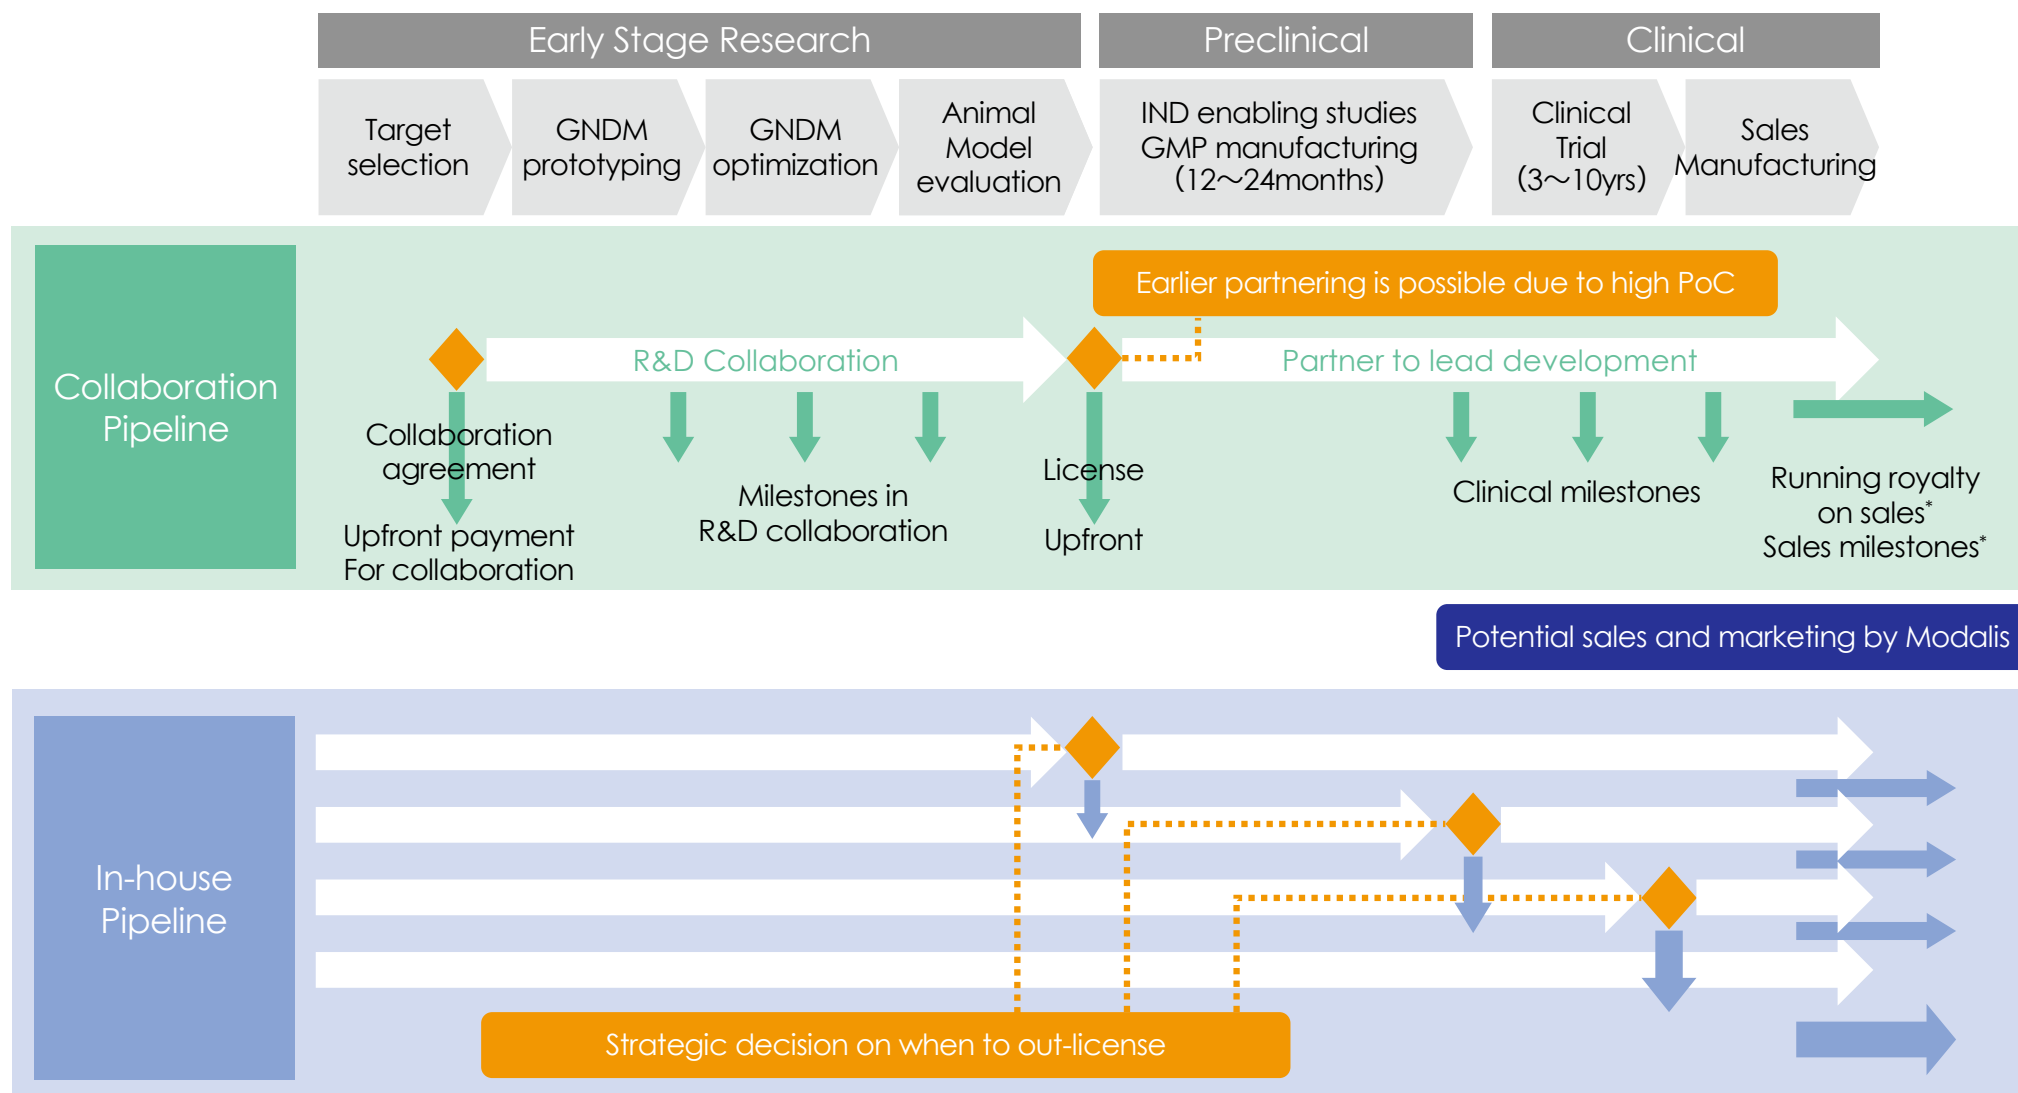 Early Stage Research
Preclinical
Clinical
Target
selection
GNDM
prototyping
GNDM
optimization
Animal
Model
evaluation
IND enabling studies
GMP manufacturing
(12～24months)
Clinical
Trial
(3～10yrs)
Sales
Manufacturing
Collaboration
Pipeline
Earlier partnering is possible due to high PoC
R&D Collaboration
Partner to lead development
Collaboration
agreement
Upfront payment
For collaboration
Milestones in
R&D collaboration
License
Upfront
Clinical milestones
Running royalty
on sales*
Sales milestones*
Potential sales and marketing by Modalis
In-house
Pipeline
Strategic decision on when to out-license